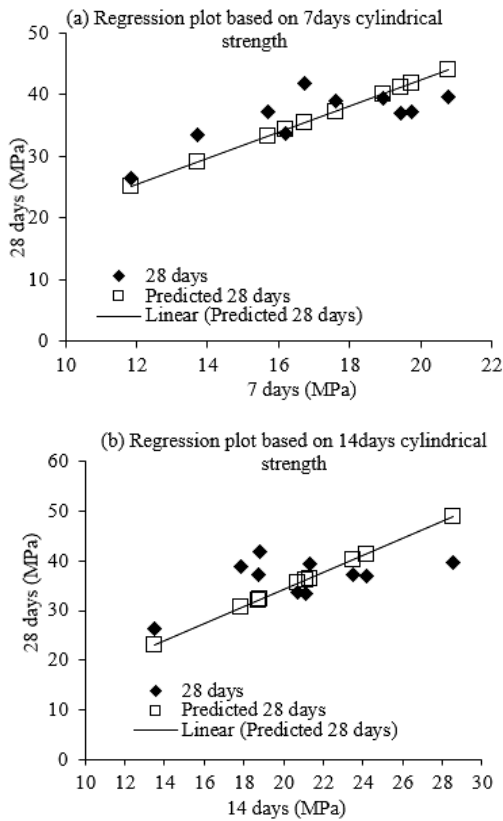 (a) Regression plot based on 7days cylindrical
strength
50
40
30
20
10
0
28 days (MPa)
28 days
Predicted 28 days
Linear (Predicted 28 days)
10 12 14 16 18 20 22
7 days (MPa)
(b) Regression plot based on 14days cylindrical
strength
60
50
40
30
20
10
0
28 days (MPa)
28 days
Predicted 28 days
Linear (Predicted 28 days)
10 12 14 16 18 20 22 24 26 28 30
14 days (MPa)